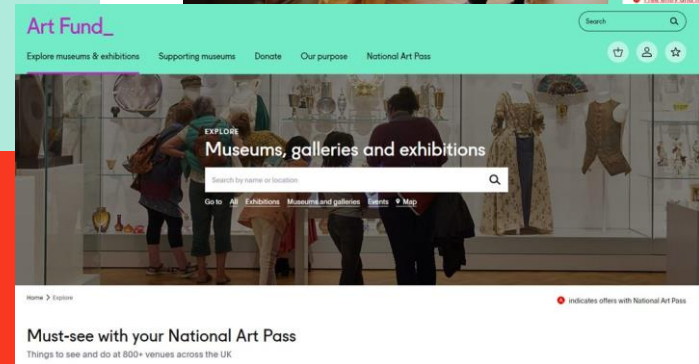 Art Fund_
Search
Explore museums & exhibitions Supporting museums Donate Our purpose National Art Pass
EXPLORE
Museums, galleries and exhibitions
Search by name or location
Go to All Exhibitions Museums and galleries Events Map
Home > Explore
indicates offers with National Art Pass
Must-see with your National Art Pass
Things to see and do at 800+ venues across the UK